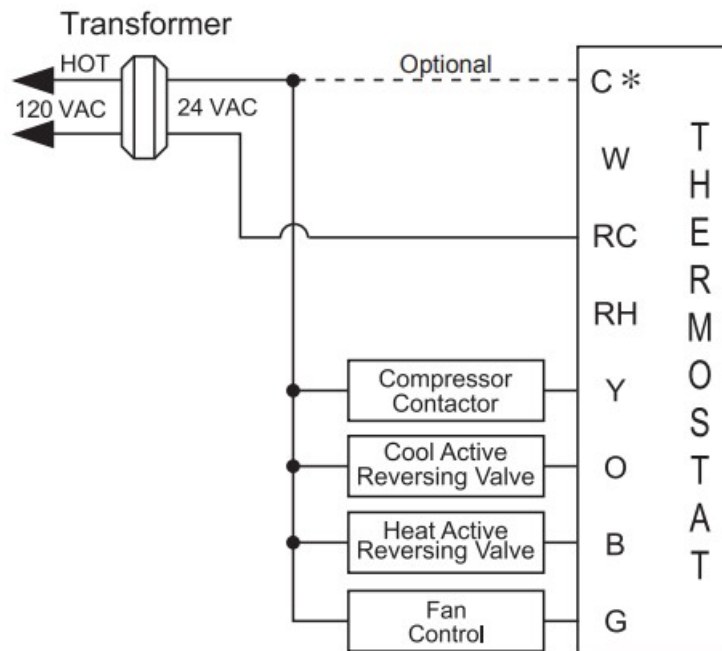 Transformer
HOT
120 VAC
24 VAC
Optional
C*
W
RC
RH
Y
O
B
G
Compressor
Contactor
Cool Active
Reversing Valve
Heat Active
Reversing Valve
Fan
Control
THERMOSTAT